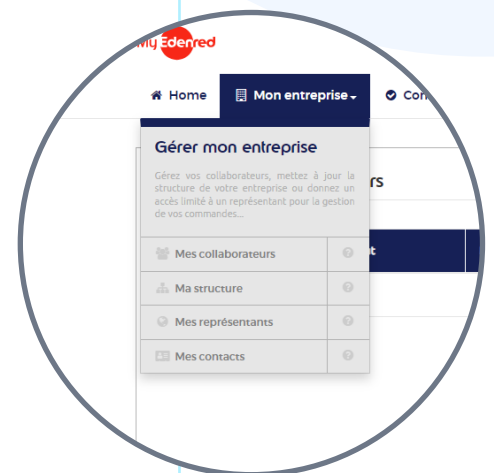 My Edenred
Home Mon entreprise Con
Gérer mon entreprise
rs
Gérez vos collaborateurs, mettez à jour la
structure de votre entreprise ou donnez un
accès limité à un représentant pour la gestion
de vos commandes...
Mes collaborateurs ?
t
Ma structure ?
Mes représentants ?
Mes contacts ?